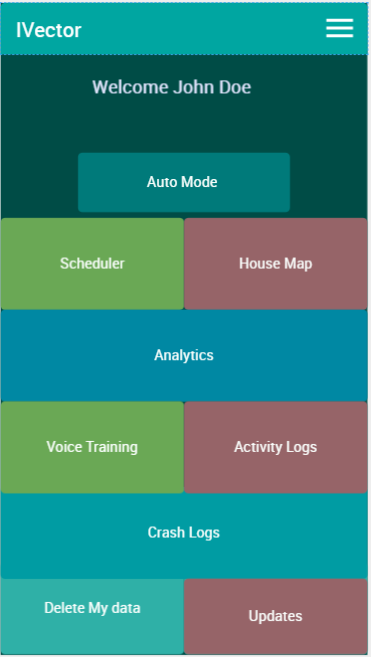 IVector
Welcome John Doe
Auto Mode
Scheduler
House Map
Analytics
Voice Training
Activity Logs
Crash Logs
Delete My data
Updates